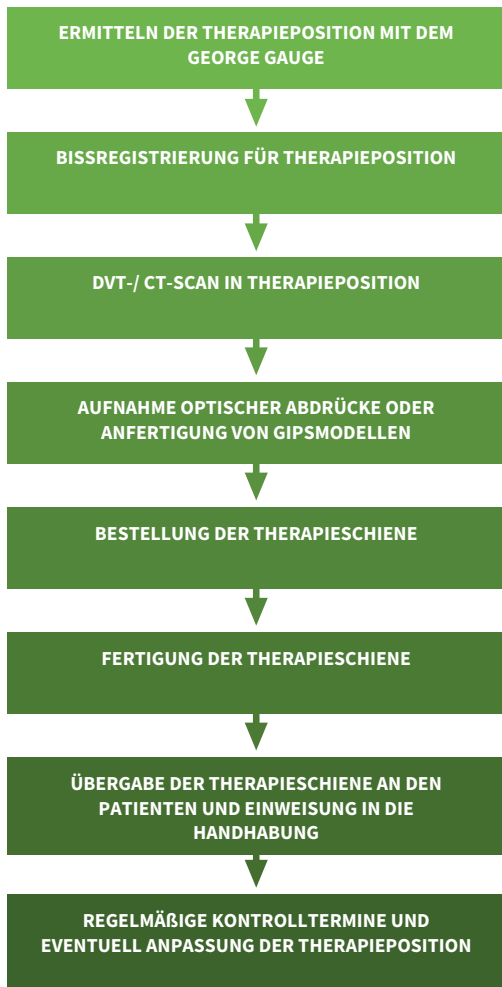 ERMITTELN DER THERAPIEPOSITION MIT DEM
GEORGE GAUGE
BISSREGISTRIERUNG FÜR THERAPIEPOSITION
DVT-/ CT-SCAN IN THERAPIEPOSITION
AUFNAHME OPTISCHER ABDRÜCKE ODER
ANFERTIGUNG VON GIPSMODELLEN
BESTELLUNG DER THERAPIESCHIENE
FERTIGUNG DER THERAPIESCHIENE
ÜBERGABE DER THERAPIESCHIENE AN DEN
PATIENTEN UND EINWEISUNG IN DIE
HANDHABUNG
REGELMÄßIGE KONTROLLTERMINE UND
EVENTUELL ANPASSUNG DER THERAPIEPOSITION